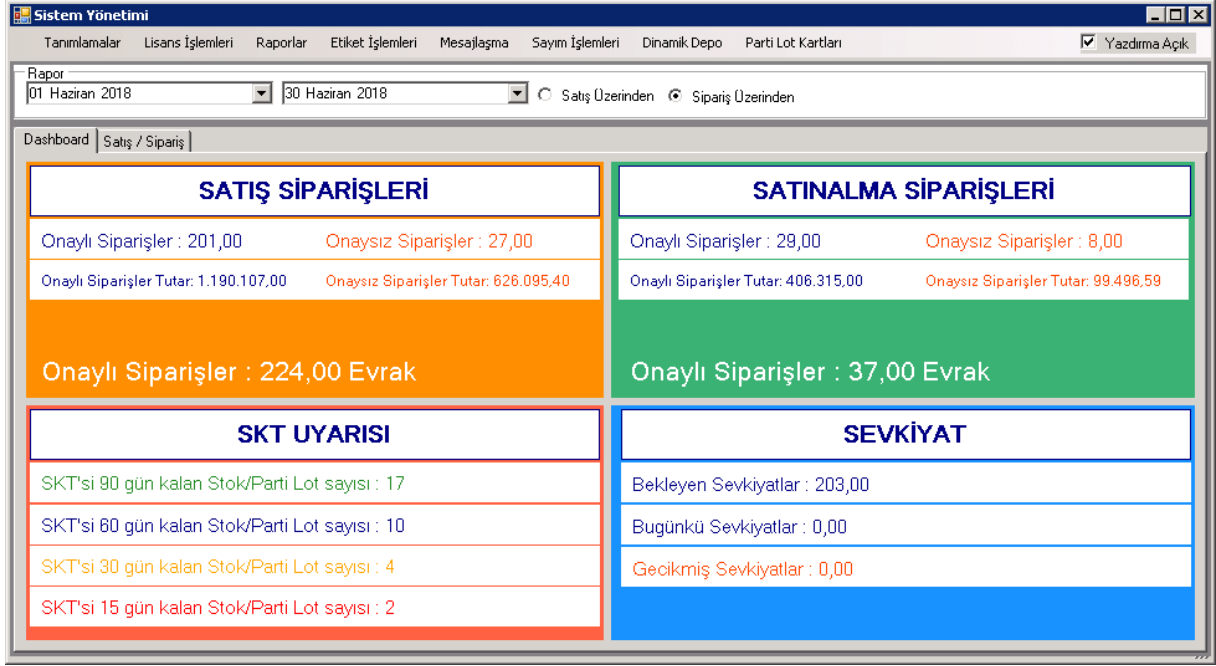 Sistem Yönetimi
Tanımlamalar Lisans İşlemleri Raporlar Etiket İşlemleri Mesajlaşma Sayım İşlemleri Dinamik Depo Parti Lot Kartları Yazdırma Açık
Rapor
01 Haziran 2018 30 Haziran 2018 Satış Üzerinden Sipariş Üzerinden
Dashboard Satış / Sipariş
SATIŞ SİPARİŞLERİ
Onaylı Siparişler : 201,00 Onaysız Siparişler : 27,00
Onaylı Siparişler Tutar: 1.190.107,00 Onaysız Siparişler Tutar: 626.095,40
Onaylı Siparişler : 224,00 Evrak
SATINALMA SİPARİŞLERİ
Onaylı Siparişler : 29,00 Onaysız Siparişler : 8,00
Onaylı Siparişler Tutar: 406.315,00 Onaysız Siparişler Tutar: 99.496,59
Onaylı Siparişler : 37,00 Evrak
SKT UYARISI
SKT'si 90 gün kalan Stok/Parti Lot sayısı : 17
SKT'si 60 gün kalan Stok/Parti Lot sayısı : 10
SKT'si 30 gün kalan Stok/Parti Lot sayısı : 4
SKT'si 15 gün kalan Stok/Parti Lot sayısı : 2
SEVKİYAT
Bekleyen Sevkiyatlar : 203,00
Bugünkü Sevkiyatlar : 0,00
Gecikmiş Sevkiyatlar : 0,00